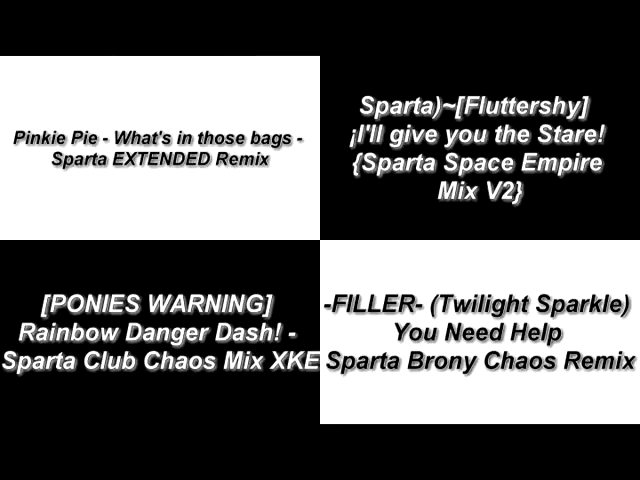 Pinkie Pie - What's in those bags -
Sparta EXTENDED Remix
Sparta)~[Fluttershy]
¡I'll give you the Stare!
{Sparta Space Empire
Mix V2}
[PONIES WARNING]
Rainbow Danger Dash! -
Sparta Club Chaos Mix XKE
-FILLER- (Twilight Sparkle)
You Need Help
Sparta Brony Chaos Remix